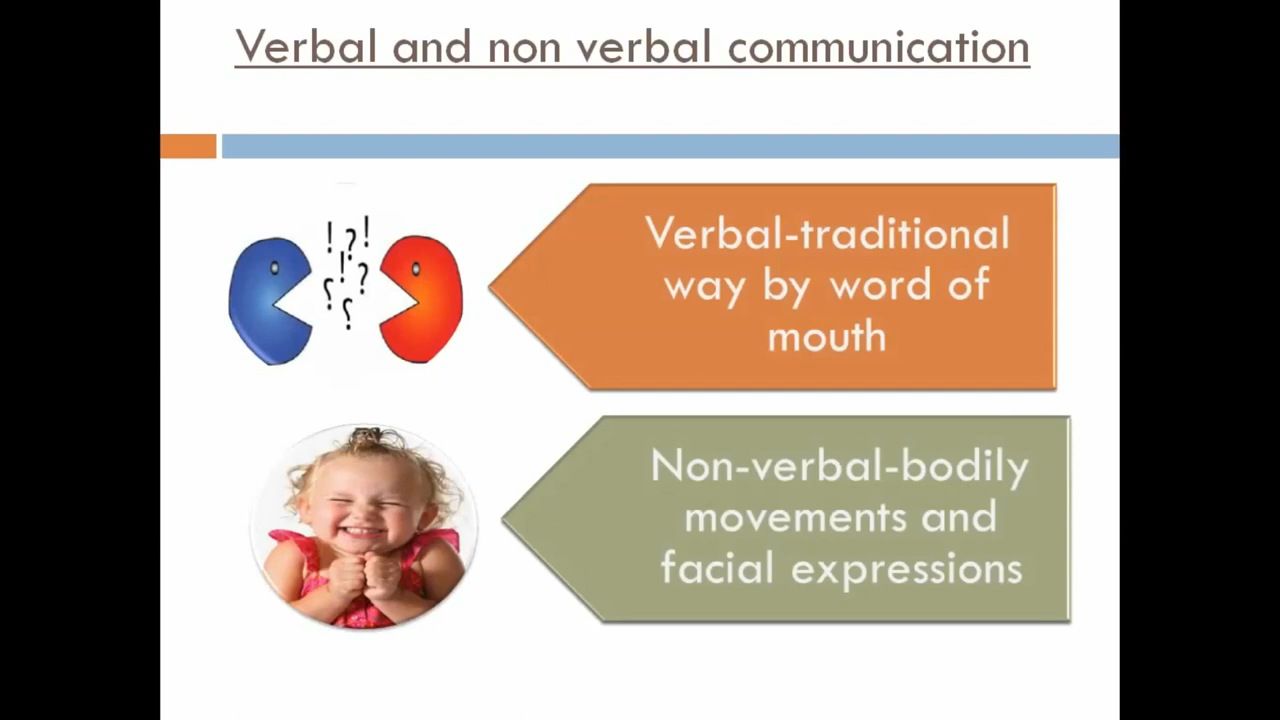 Verbal and non verbal communication
! ? !
! ?
? ?
Verbal-traditional
way by word of
mouth
Non-verbal-bodily
movements and
facial expressions